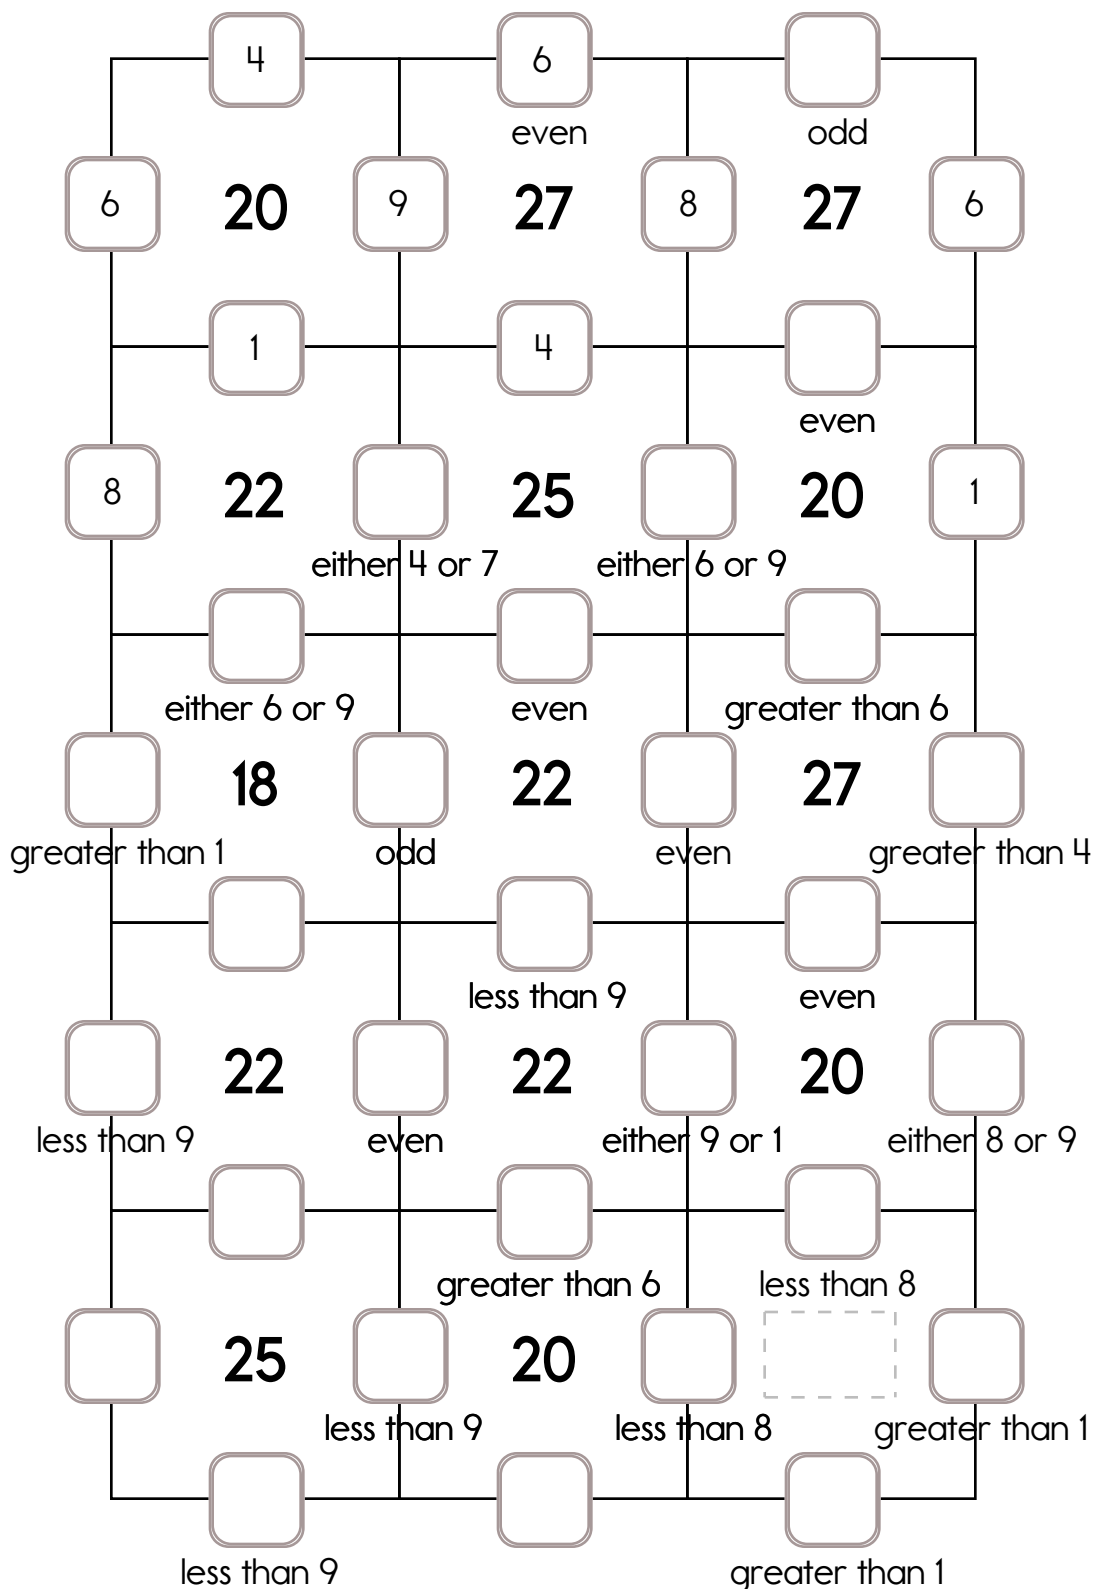 4 6
even odd
6 20 9 27 8 27 6
1 4
even
8 22 25 20 1
either 4 or 7 either 6 or 9
either 6 or 9 even greater than 6
18 22 27
greater than 1 odd even greater than 4
less than 9 even
22 22 20
less than 9 even either 9 or 1 either 8 or 9
greater than 6 less than 8
25 20
less than 9 less than 8 greater than 1
less than 9 greater than 1